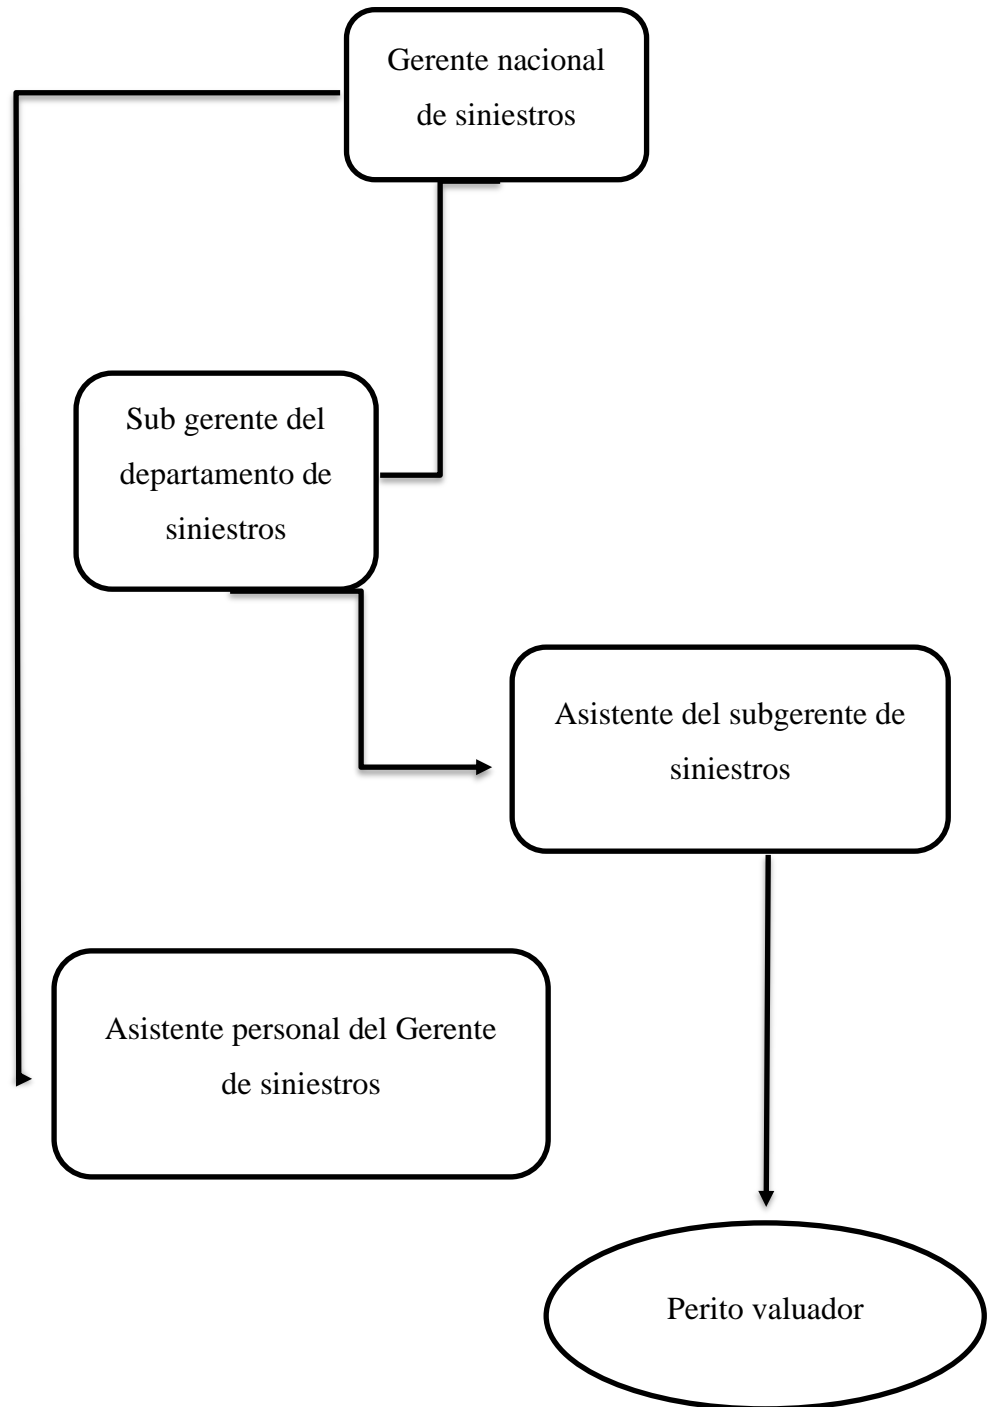 Gerente nacional
de siniestros
Sub gerente del
departamento de
siniestros
Asistente del subgerente de
siniestros
Asistente personal del Gerente
de siniestros
Perito valuador